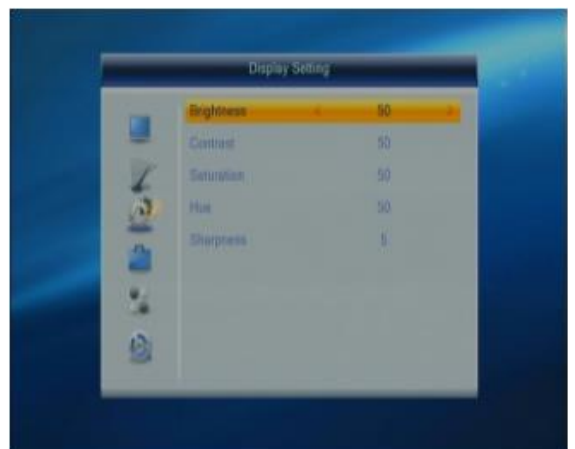 Display Setting
Brightness 50
Contrast 50
Saturation 50
Hue 50
Sharpness 5